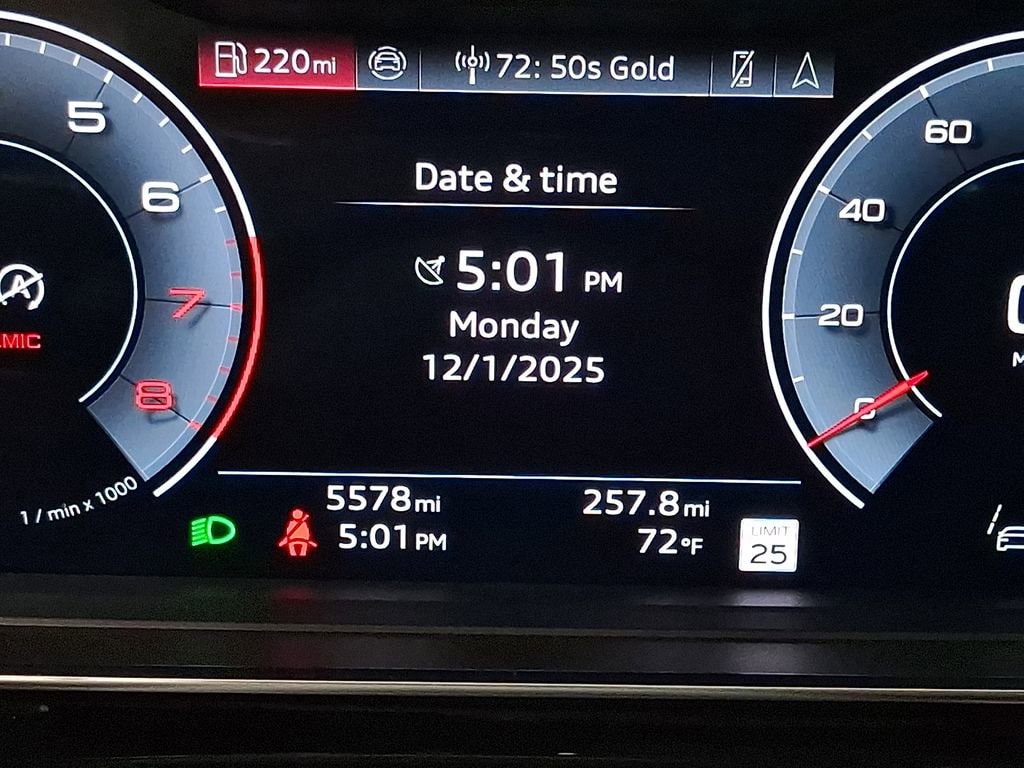 220mi
72: 50s Gold
Date & time
5:01 PM
Monday
12/1/2025
5
6
7
8
1 / min x 1000
A
MIC
60
40
20
0
5578mi
5:01 PM
257.8mi
72°F
LIMIT
25